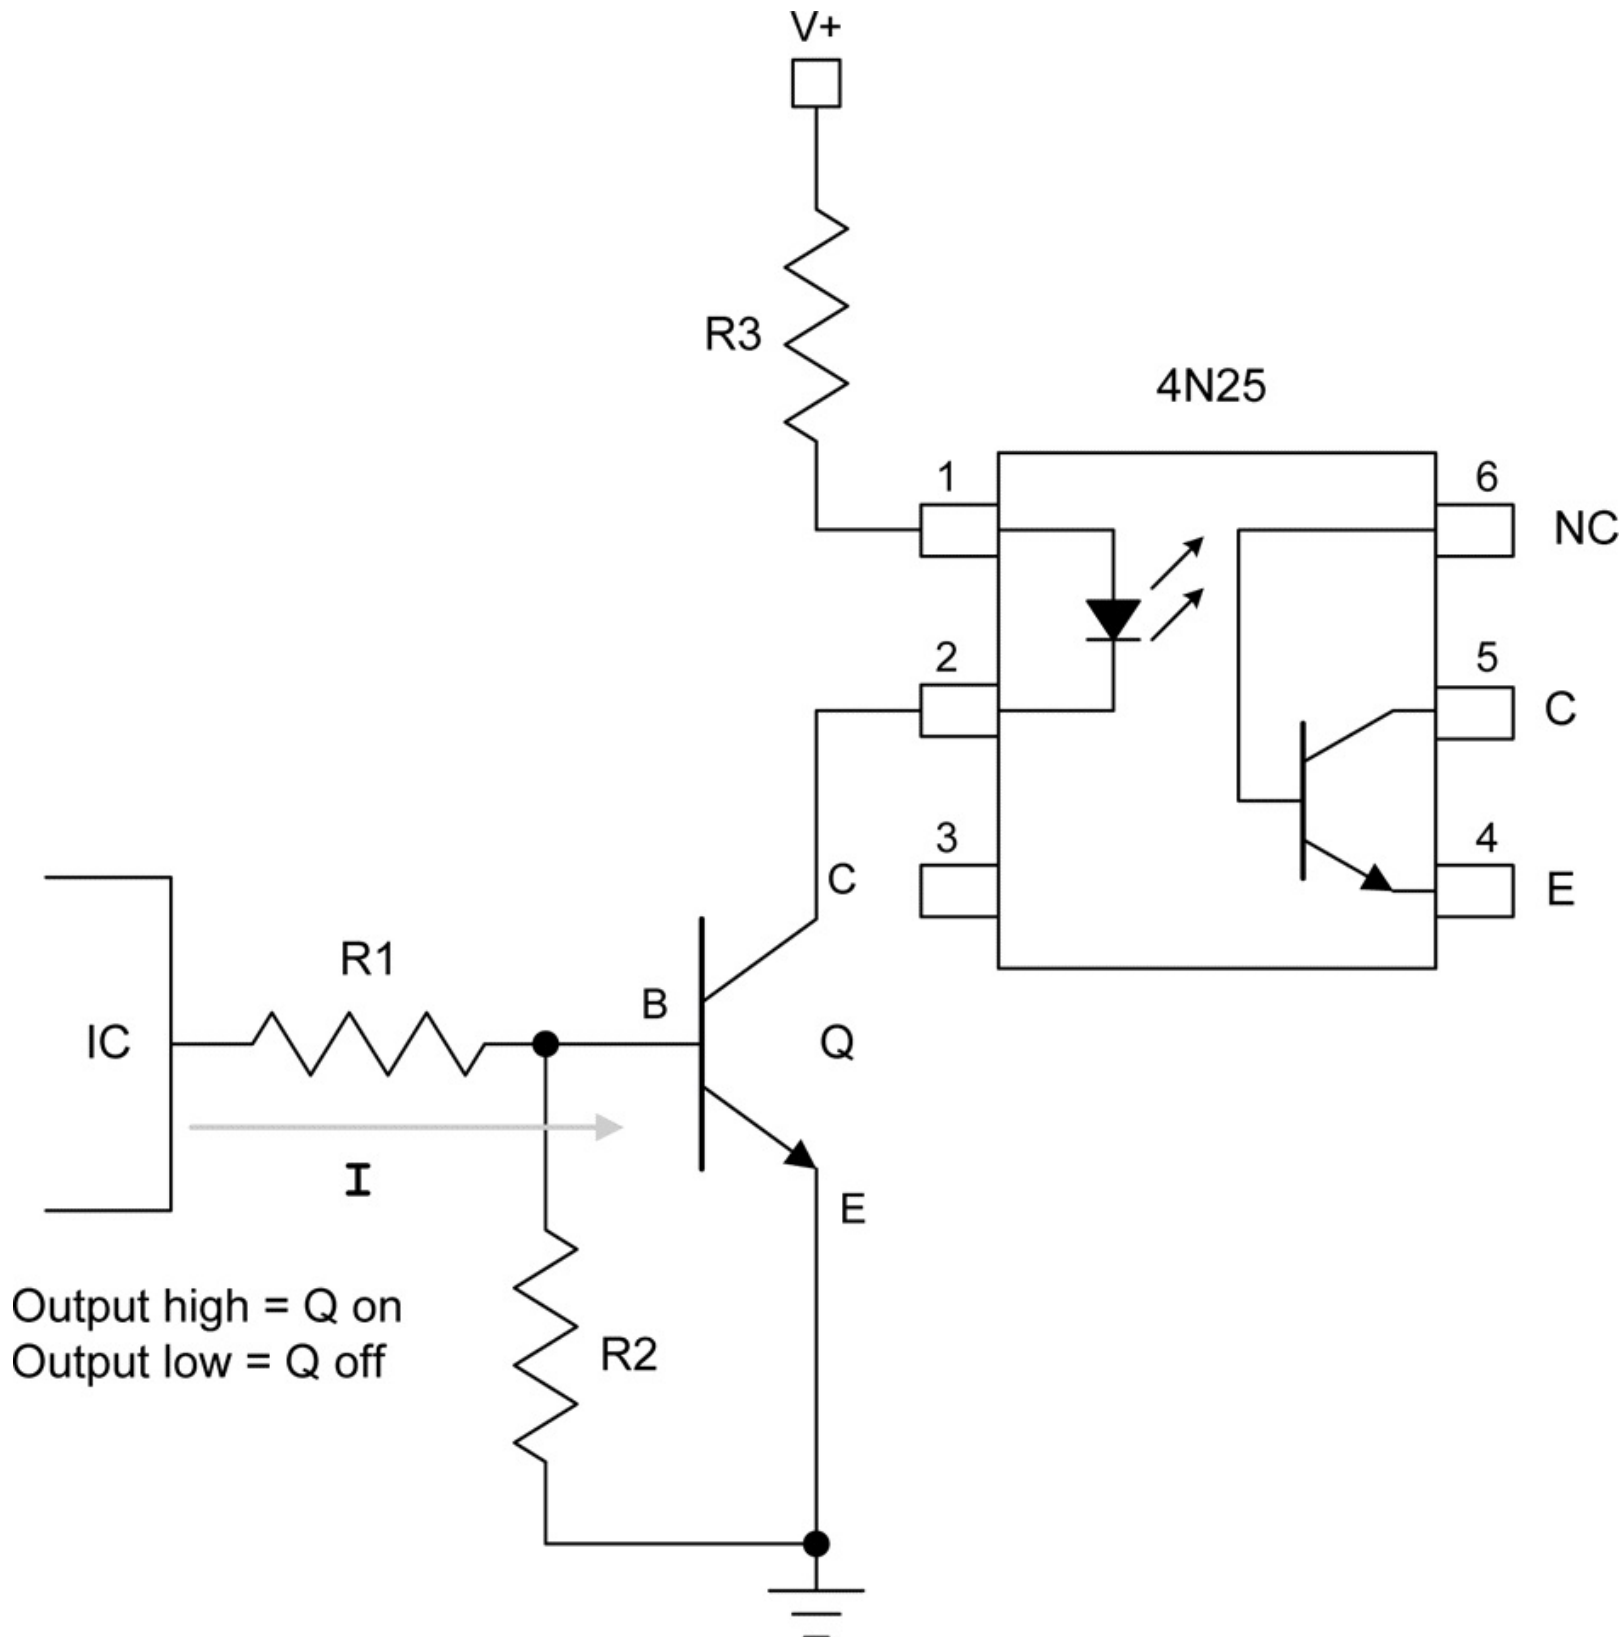 V+
R3
4N25
1
6
NC
2
5
C
3
4
E
C
R1
B
IC
Q
I
E
Output high = Q on
Output low = Q off
R2